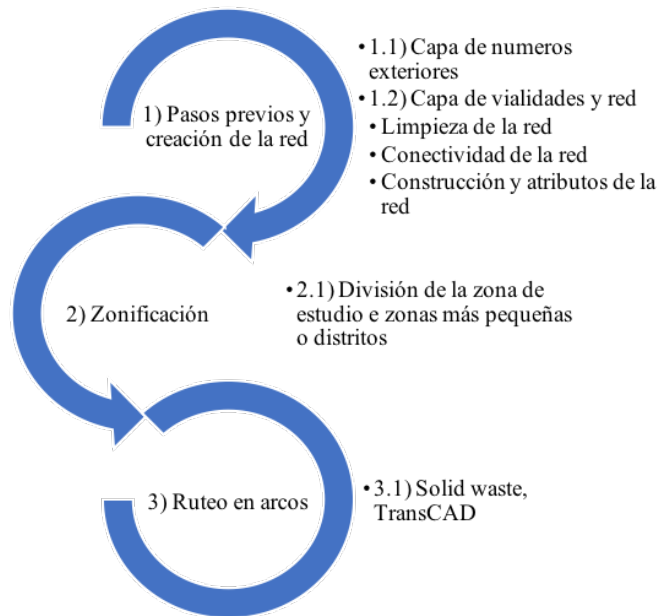 1) Pasos previos y
creación de la red
• 1.1) Capa de numeros
exteriores
• 1.2) Capa de vialidades y red
• Limpieza de la red
• Conectividad de la red
• Construcción y atributos de la
red
2) Zonificación
• 2.1) División de la zona de
estudio e zonas más pequeñas
o distritos
3) Ruteo en arcos
• 3.1) Solid waste,
TransCAD